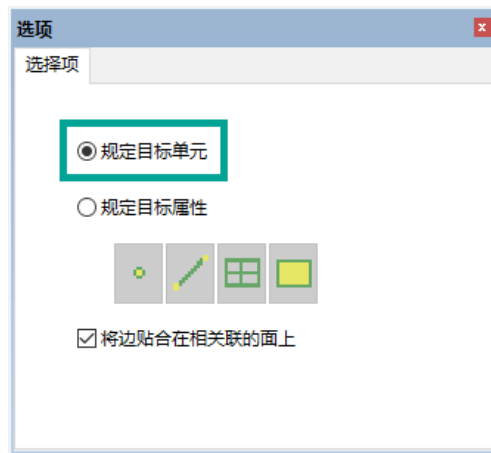 选项
选择项
规定目标单元
规定目标属性
将边贴合在相关联的面上